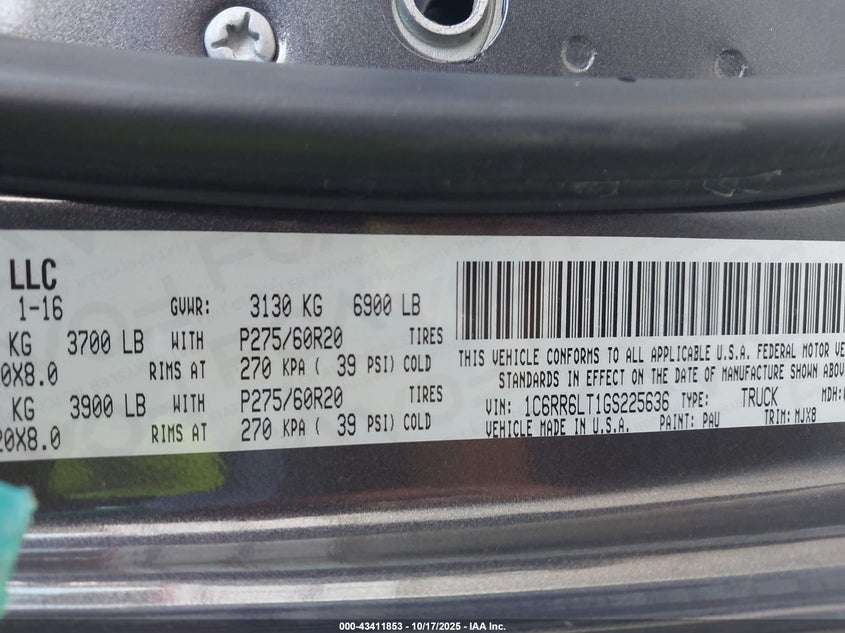 LLC
1-16 GVWR: 3130 KG 6900 LB
KG 3700 LB WITH P275/60R20 TIRES
0X8.0 RIMS AT 270 KPA ( 39 PSI) COLD
KG 3900 LB WITH P275/60R20 TIRES
20X8.0 RIMS AT 270 KPA ( 39 PSI) COLD
THIS VEHICLE CONFORMS TO ALL APPLICABLE U.S.A. FEDERAL MOTOR VE
STANDARDS IN EFFECT ON THE DATE OF MANUFACTURE SHOWN ABOV
VIN: 1C6RR6LT1GS225636 TYPE: TRUCK MDH:
VEHICLE MADE IN U.S.A. PAINT: PAU TRIM: MJX8
000-43411853 - 10/17/2025 - IAA Inc.